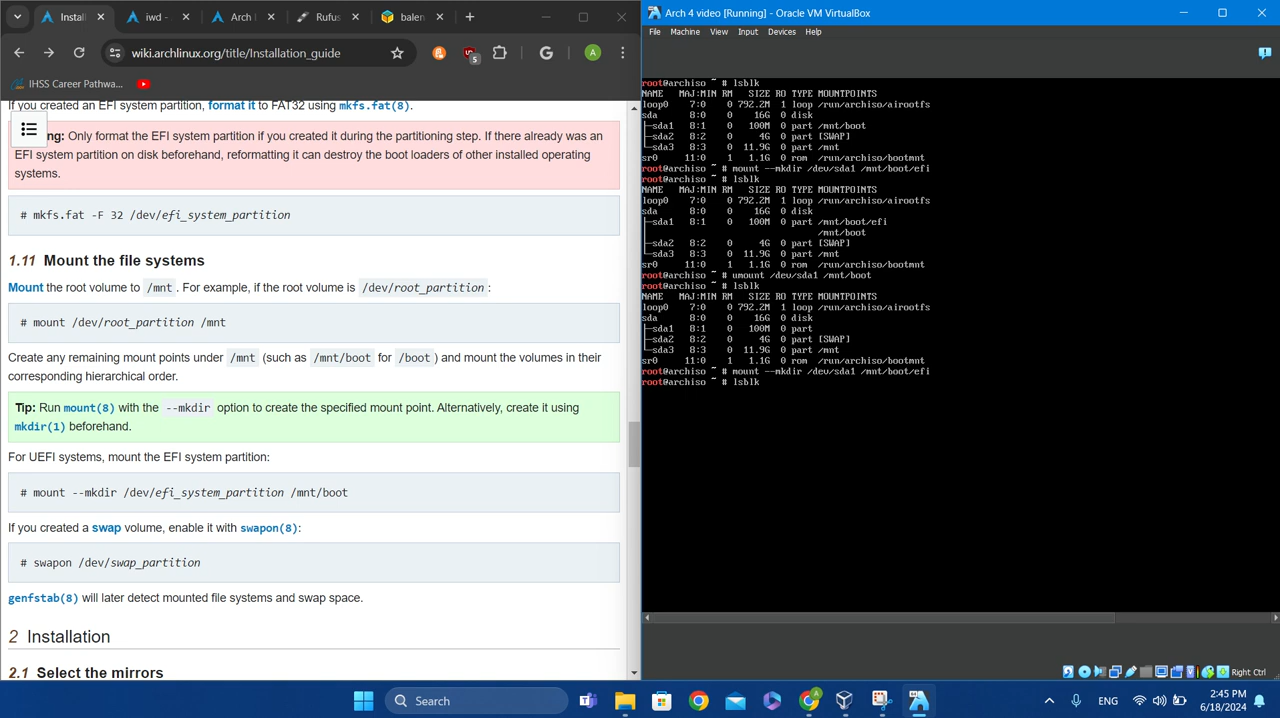 Install
iwd -
Arch I
Rufus
balen
wiki.archlinux.org/title/Installation_guide
5
G
A
IHSS Career Pathwa...
If you created an EFI system partition, format it to FAT32 using mkfs.fat(8).
ng: Only format the EFI system partition if you created it during the partitioning step. If there already was an
EFI system partition on disk beforehand, reformatting it can destroy the boot loaders of other installed operating
systems.
# mkfs.fat -F 32 /dev/efi_system_partition
1.11 Mount the file systems
Mount the root volume to /mnt . For example, if the root volume is /dev/root_partition :
# mount /dev/root_partition /mnt
Create any remaining mount points under /mnt (such as /mnt/boot for /boot ) and mount the volumes in their
corresponding hierarchical order.
Tip: Run mount(8) with the --mkdir option to create the specified mount point. Alternatively, create it using
mkdir(1) beforehand.
For UEFI systems, mount the EFI system partition:
# mount --mkdir /dev/efi_system_partition /mnt/boot
If you created a swap volume, enable it with swapon(8):
# swapon /dev/swap_partition
genfstab(8) will later detect mounted file systems and swap space.
2 Installation
2.1 Select the mirrors
Arch 4 video [Running] - Oracle VM VirtualBox
File Machine View Input Devices Help
root@archiso ~ # lsblk
NAME MAJ:MIN RM SIZE RO TYPE MOUNTPOINTS
loop0 7:0 0 792.2M 1 loop /run/archiso/airootfs
sda 8:0 0 16G 0 disk
├─sda1 8:1 0 100M 0 part /mnt/boot
├─sda2 8:2 0 4G 0 part [SWAP]
└─sda3 8:3 0 11.9G 0 part /mnt
sr0 11:0 1 1.1G 0 rom /run/archiso/bootmnt
root@archiso ~ # mount --mkdir /dev/sda1 /mnt/boot/efi
root@archiso ~ # lsblk
NAME MAJ:MIN RM SIZE RO TYPE MOUNTPOINTS
loop0 7:0 0 792.2M 1 loop /run/archiso/airootfs
sda 8:0 0 16G 0 disk
├─sda1 8:1 0 100M 0 part /mnt/boot/efi
│ /mnt/boot
├─sda2 8:2 0 4G 0 part [SWAP]
└─sda3 8:3 0 11.9G 0 part /mnt
sr0 11:0 1 1.1G 0 rom /run/archiso/bootmnt
root@archiso ~ # umount /dev/sda1 /mnt/boot
root@archiso ~ # lsblk
NAME MAJ:MIN RM SIZE RO TYPE MOUNTPOINTS
loop0 7:0 0 792.2M 1 loop /run/archiso/airootfs
sda 8:0 0 16G 0 disk
├─sda1 8:1 0 100M 0 part
├─sda2 8:2 0 4G 0 part [SWAP]
└─sda3 8:3 0 11.9G 0 part /mnt
sr0 11:0 1 1.1G 0 rom /run/archiso/bootmnt
root@archiso ~ # mount --mkdir /dev/sda1 /mnt/boot/efi
root@archiso ~ # lsblk
Right Ctrl
Search
ENG
2:45 PM
6/18/2024